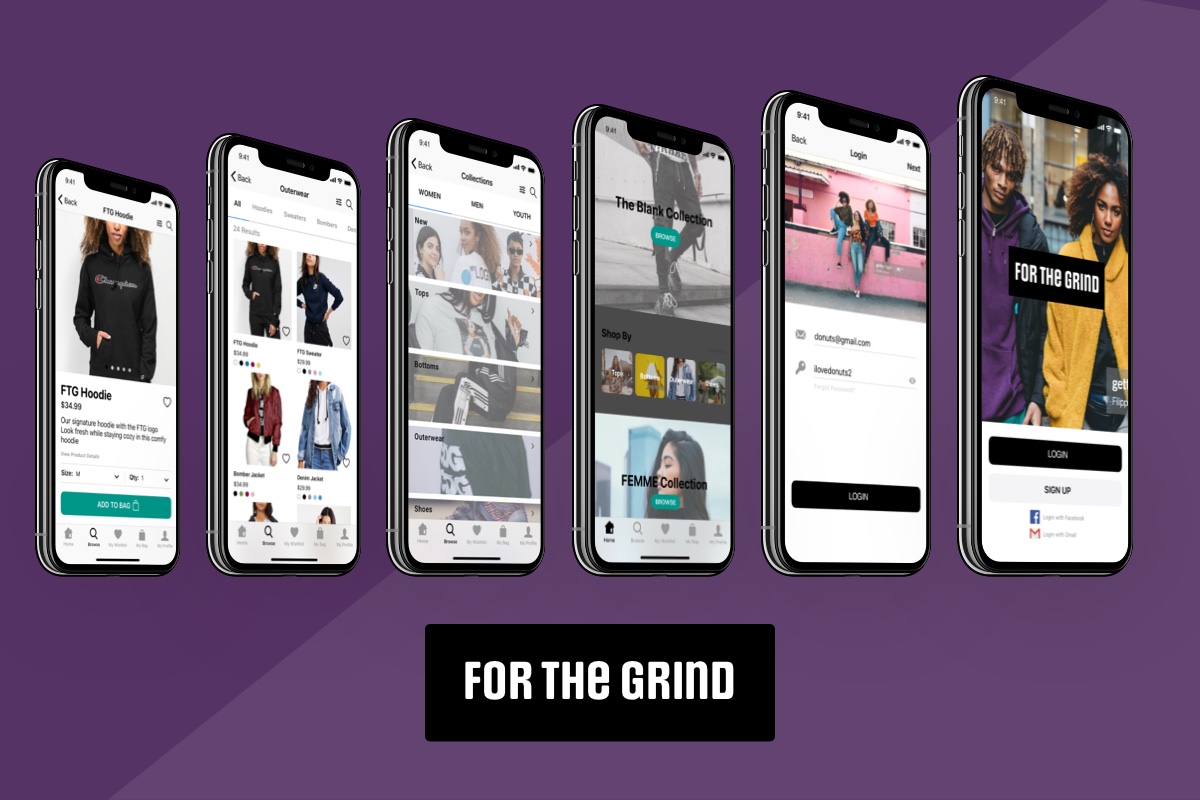 9:41
Back
FTG Hoodie
Champion
FTG Hoodie
$34.99
Our signature hoodie with the FTG logo
Look fresh while staying cozy in this comfy
hoodie
View Product Details
Size: M
Qty: 1
ADD TO BAG
Home
Browse
My Wishlist
My Bag
My Profile
9:41
Back
Outerwear
All
Hoodies
Sweaters
Bombers
Den
24 Results
FTG Hoodie
$34.99
FTG Sweater
$29.99
Bomber Jacket
$34.99
Denim Jacket
$29.99
Home
Browse
My Wishlist
My Bag
My Profile
9:41
Back
Collections
WOMEN
MEN
YOUTH
New
Tops
Bottoms
Outerwear
Shoes
Home
Browse
My Wishlist
My Bag
My Profile
9:41
The Blank Collection
BROWSE
Shop By
Tops
Bottoms
Outerwear
FEMME Collection
BROWSE
Home
Browse
My Wishlist
My Bag
My Profile
9:41
Back
Login
Next
donuts@gmail.com
ilovedonuts2
Forgot Password?
LOGIN
9:41
FOR THE GRIND
gett
Filipp
LOGIN
SIGN UP
Login with Facebook
Login with Gmail
FOR THE GRIND